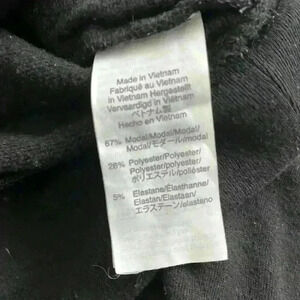 Made in Vietnam
Fabriqué au Vietnam
in Vietnam Hergestellt
Vervaardigd in Vietnam
ベトナム製
Hecho en Vietnam
67% Modal/Modal/Modal/
Modal/モダール/modal
28% Polyester/Polyester/
Polyester/polyester/
ポリエステル/poliéster
5% Elastane/Élasthanne/
Elastan/Elastaan/
エラステーン/elastano